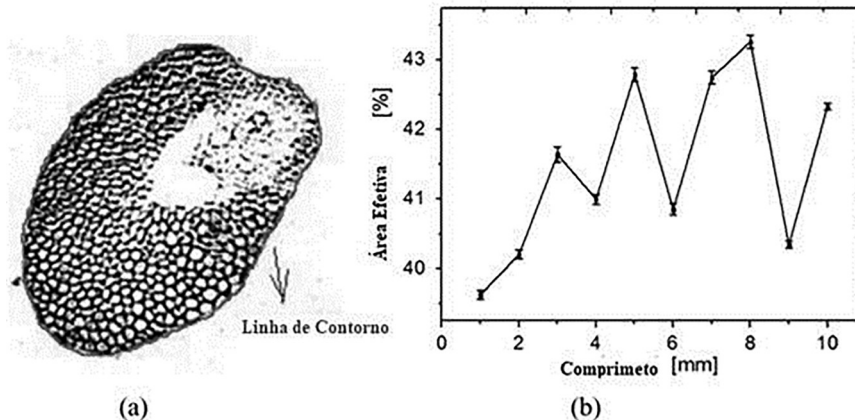 Linha de Contorno
(a)
Área Efetiva [%]
43
42
41
40
0 2 4 6 8 10
Comprimeto [mm]
(b)